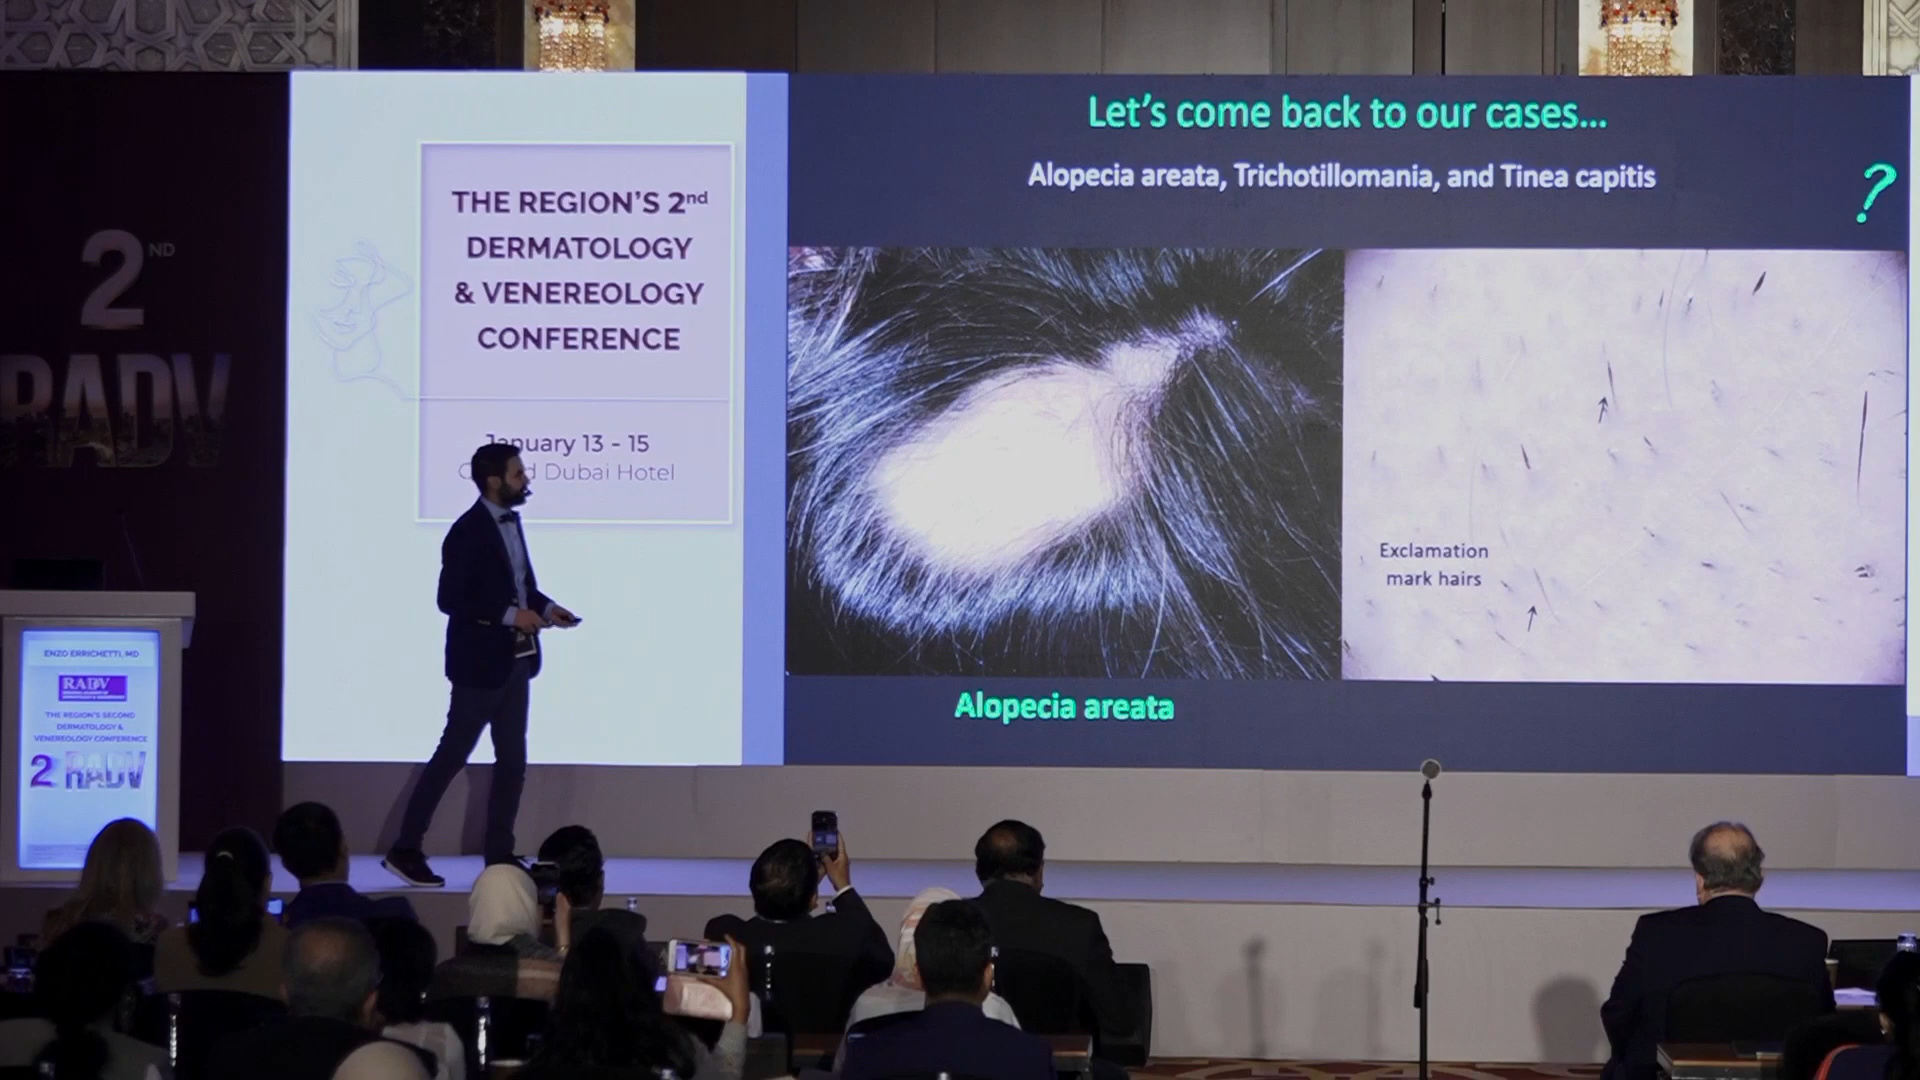 2ND
RADV
THE REGION'S 2nd
DERMATOLOGY
& VENEREOLOGY
CONFERENCE
January 13 - 15
Dubai Hotel
Let's come back to our cases...
Alopecia areata, Trichotillomania, and Tinea capitis
?
Exclamation
mark hairs
Alopecia areata
ENZO ERRICHETTI, MD
RADV
THE REGION'S SECOND
DERMATOLOGY &
VENEREOLOGY CONFERENCE
2 RADV